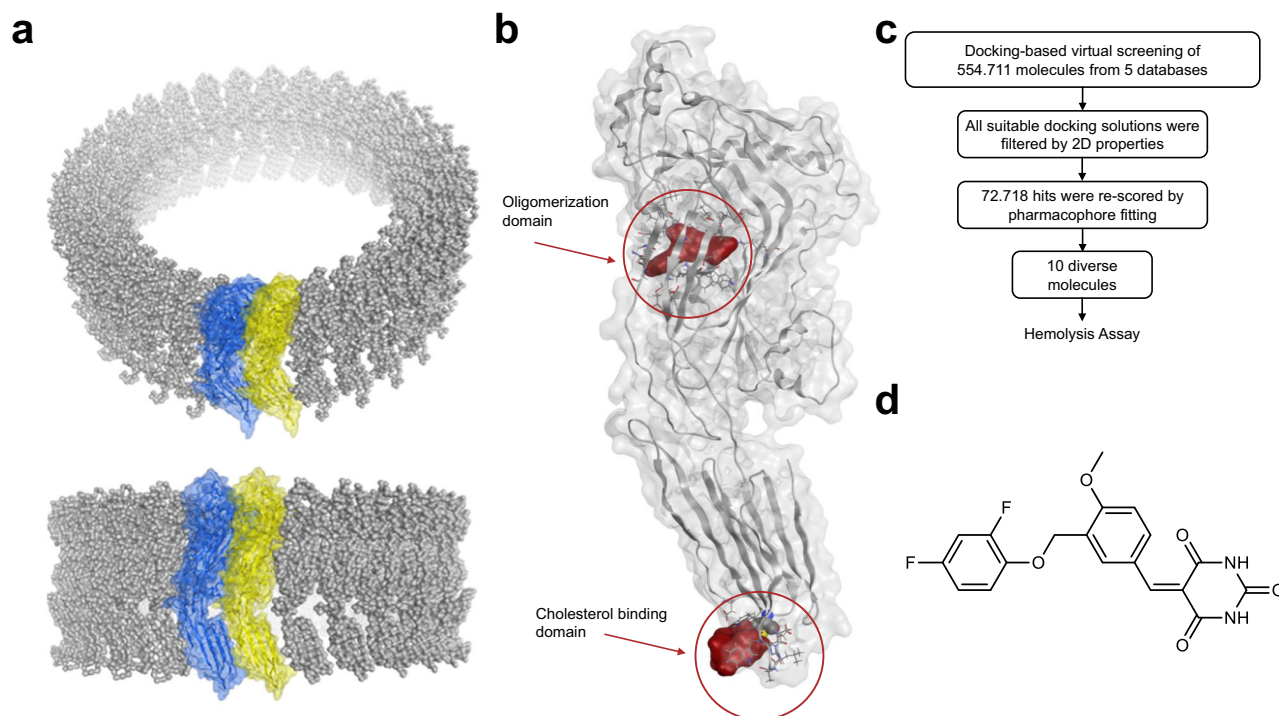 a
b
Oligomerization
domain
Cholesterol binding
domain
c
Docking-based virtual screening of
554.711 molecules from 5 databases
All suitable docking solutions were
filtered by 2D properties
72.718 hits were re-scored by
pharmacophore fitting
10 diverse
molecules
Hemolysis Assay
d
O
F
F
O
O
NH
O
NH
O